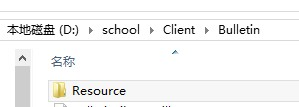 本地磁盘 (D:) ▸ school ▸ Client ▸ Bulletin
名称
Resource